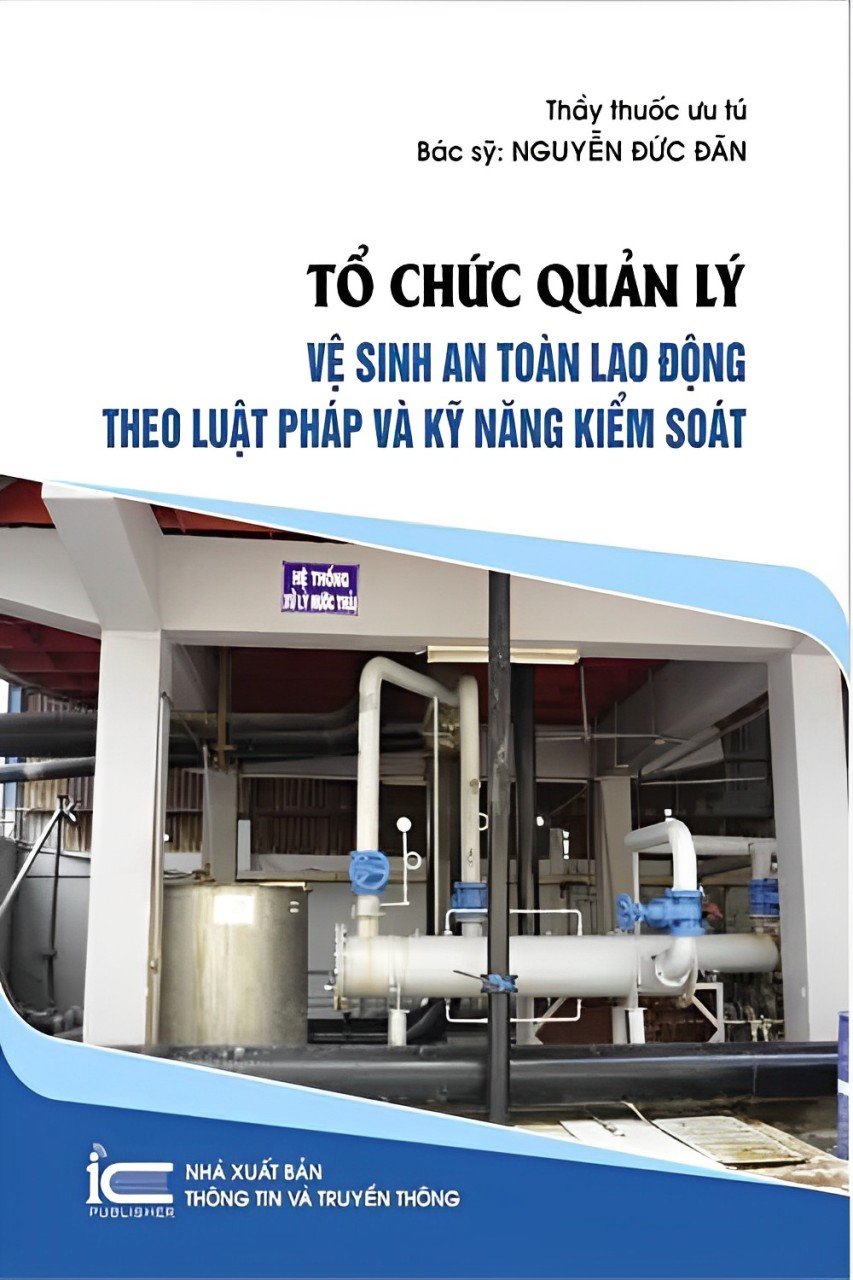 Thầy thuốc ưu tú
Bác sỹ: NGUYỄN ĐỨC ĐÃN
TỔ CHỨC QUẢN LÝ
VỆ SINH AN TOÀN LAO ĐỘNG
THEO LUẬT PHÁP VÀ KỸ NĂNG KIỂM SOÁT
HỆ THỐNG
XỬ LÝ NƯỚC THẢI
iC
PUBLISHER
NHÀ XUẤT BẢN
THÔNG TIN VÀ TRUYỀN THÔNG